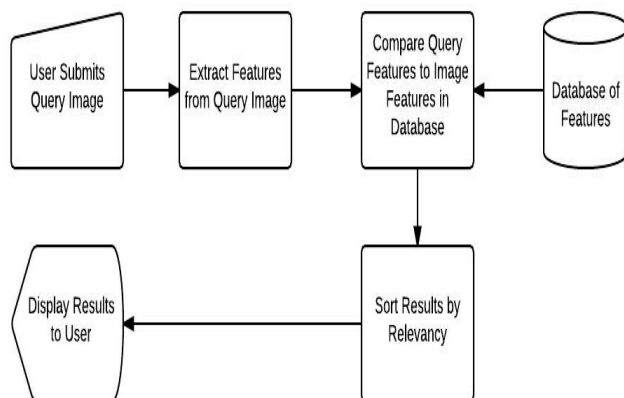 User Submits
Query Image
Extract Features
from Query Image
Compare Query
Features to Image
Features in
Database
Database of
Features
Display Results
to User
Sort Results by
Relevancy